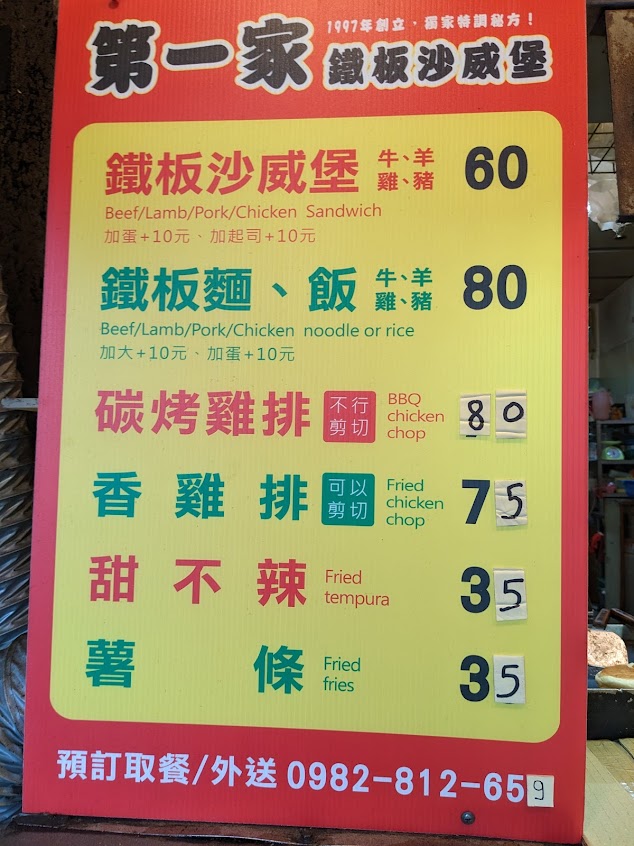 第一家
1997年創立．獨家特調秘方！
鐵板沙威堡
鐵板沙威堡 牛、羊 雞、豬 60
Beef/Lamb/Pork/Chicken Sandwich
加蛋+10元、加起司+10元
鐵板麵、飯 牛、羊 雞、豬 80
Beef/Lamb/Pork/Chicken noodle or rice
加大+10元、加蛋+10元
碳烤雞排 不行剪切 BBQ chicken chop 80
香雞排 可以剪切 Fried chicken chop 75
甜不辣 Fried tempura 35
薯條 Fried fries 35
預訂取餐/外送 0982-812-659